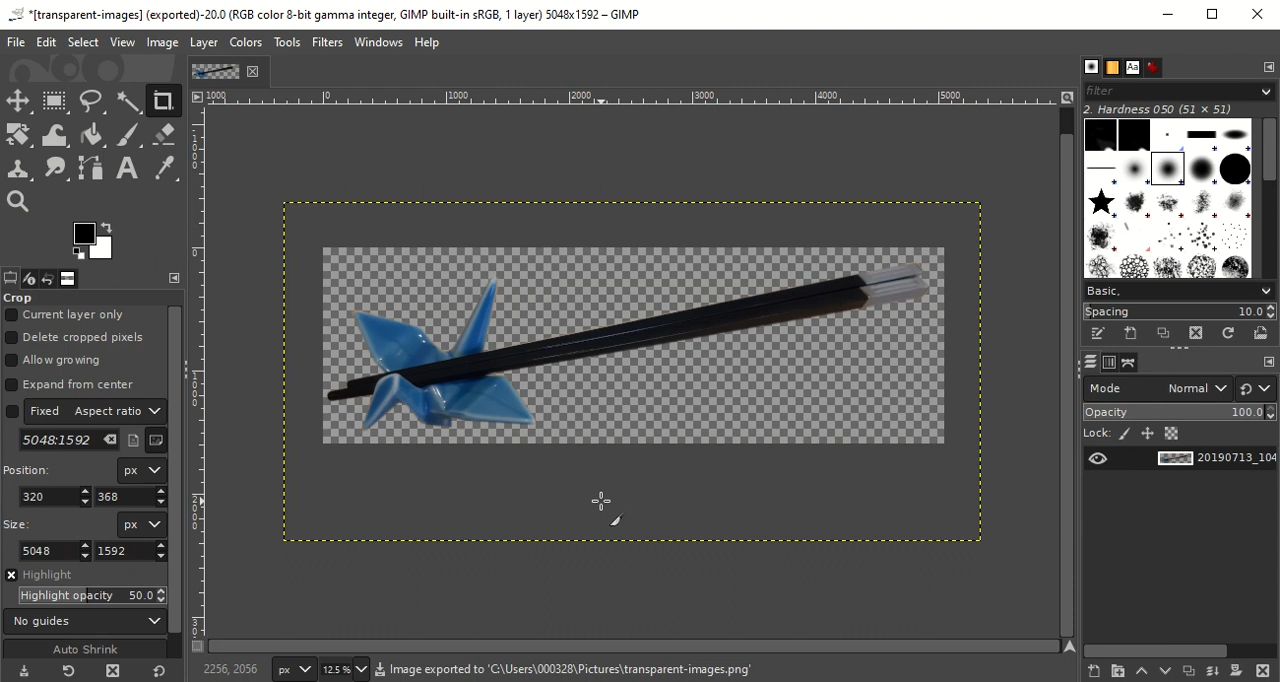 *[transparent-images] (exported)-20.0 (RGB color 8-bit gamma integer, GIMP built-in sRGB, 1 layer) 5048x1592 – GIMP
File Edit Select View Image Layer Colors Tools Filters Windows Help
1000 0 1000 2000 3000 4000 5000
filter
2. Hardness 050 (51 × 51)
Basic,
Spacing 10.0
Mode Normal
Opacity 100.0
Lock:
20190713_104
Crop
Current layer only
Delete cropped pixels
Allow growing
Expand from center
Fixed Aspect ratio
5048:1592
Position: px
320 368
Size: px
5048 1592
Highlight
Highlight opacity 50.0
No guides
Auto Shrink
1000
0
1000
2000
30
2256, 2056 px 12.5 % Image exported to 'C:\Users\000328\Pictures\transparent-images.png'